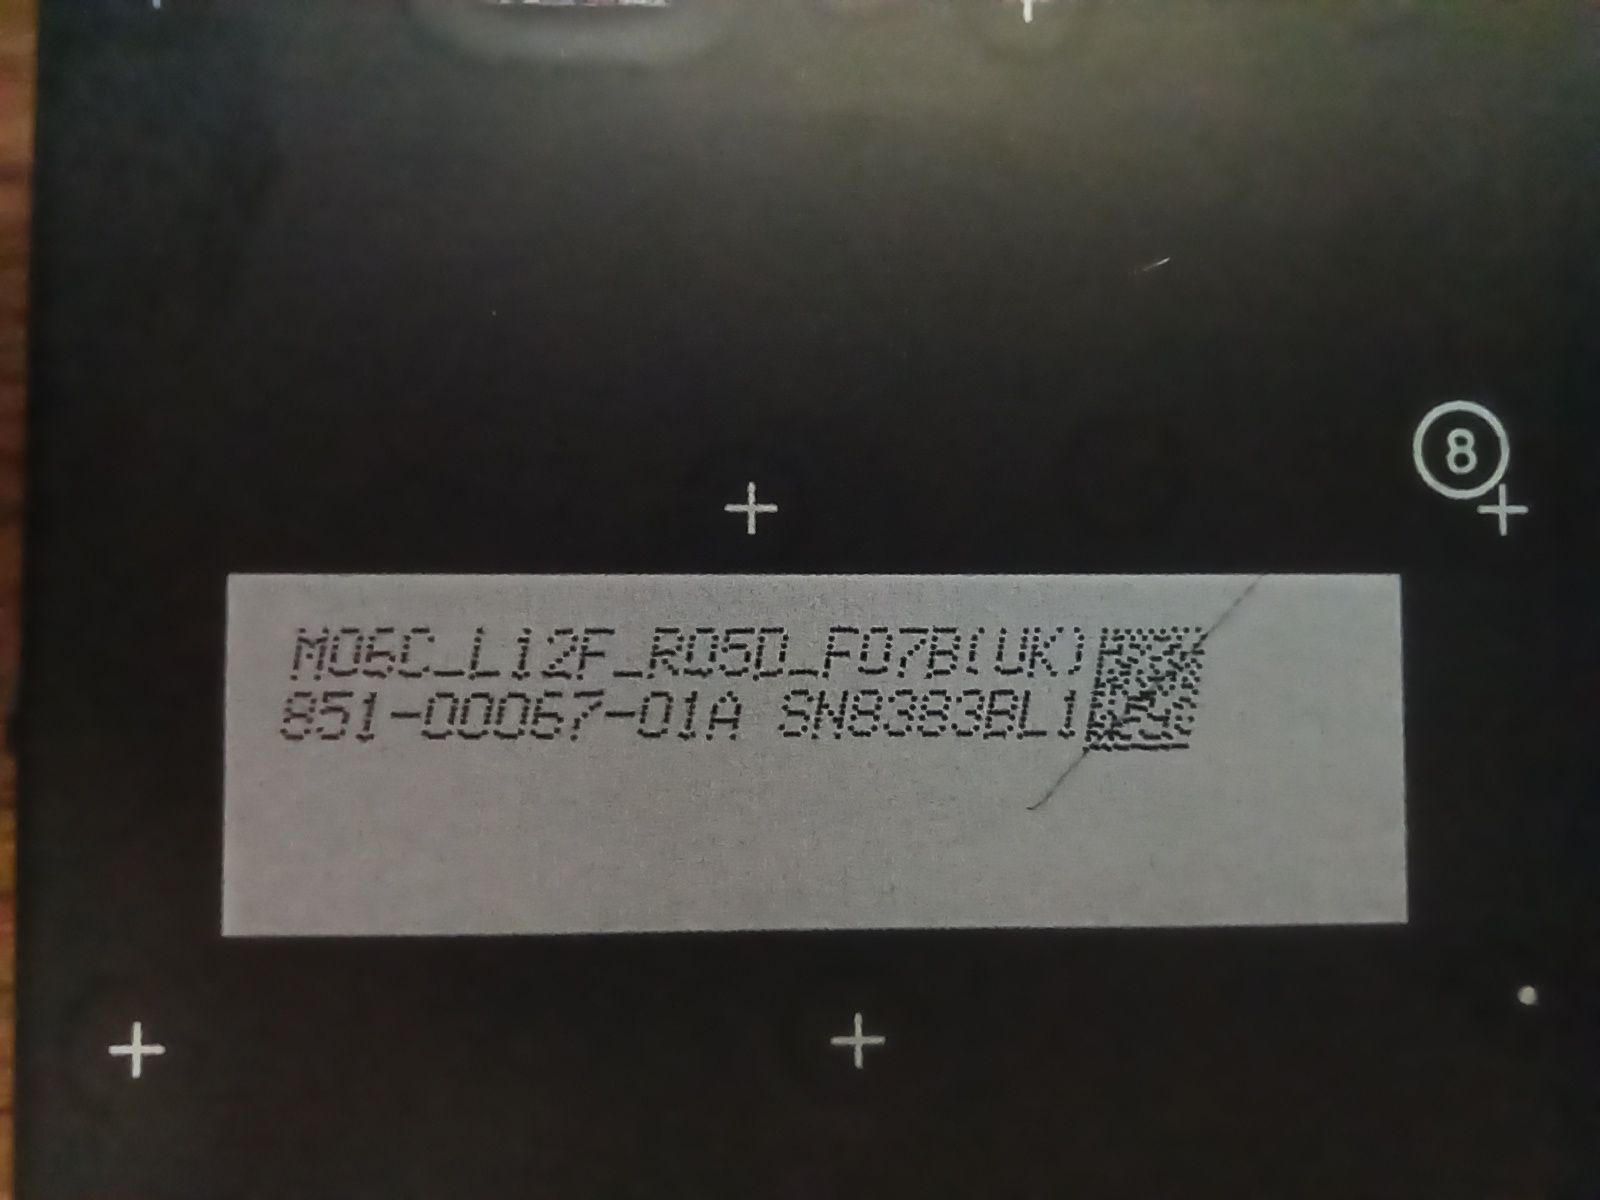 8
M06C_L12F_R05D_F07B(UK)
851-00067-01A SN8383BL1